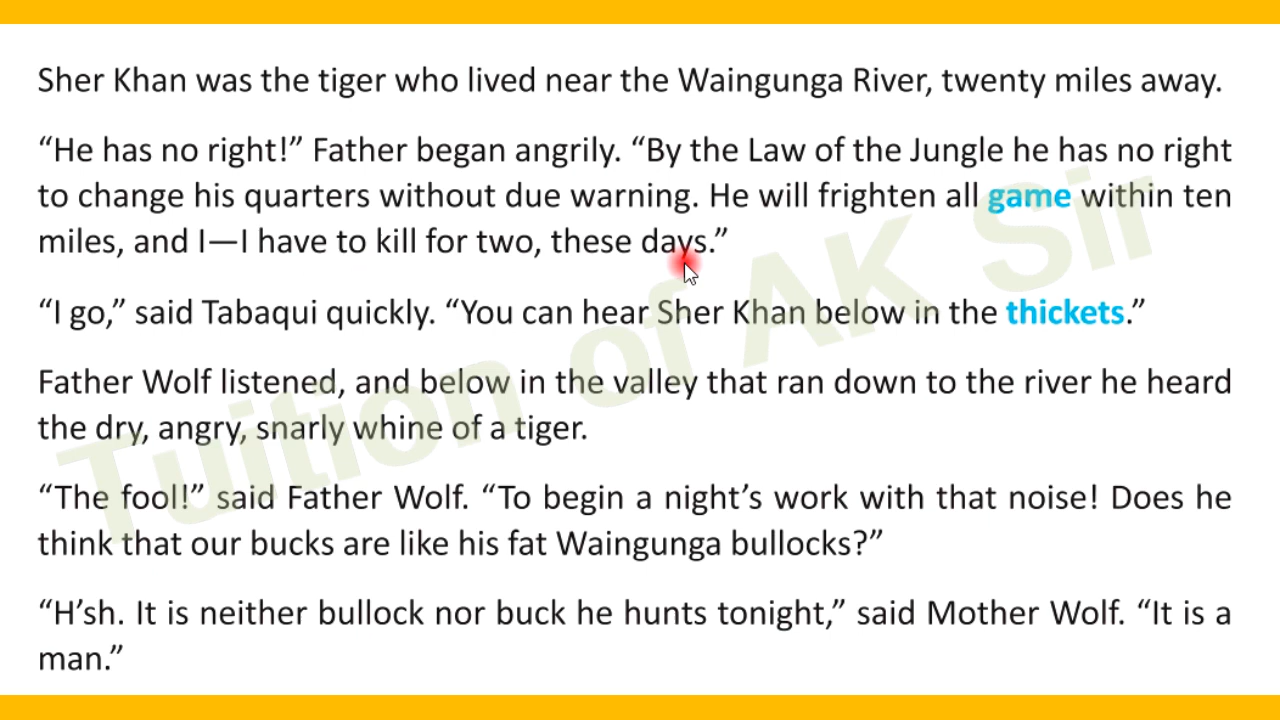 Sher Khan was the tiger who lived near the Waingunga River, twenty miles away.
“He has no right!” Father began angrily. “By the Law of the Jungle he has no right
to change his quarters without due warning. He will frighten all game within ten
miles, and I—I have to kill for two, these days.”
“I go,” said Tabaqui quickly. “You can hear Sher Khan below in the thickets.”
Father Wolf listened, and below in the valley that ran down to the river he heard
the dry, angry, snarly whine of a tiger.
“The fool!” said Father Wolf. “To begin a night’s work with that noise! Does he
think that our bucks are like his fat Waingunga bullocks?”
“H’sh. It is neither bullock nor buck he hunts tonight,” said Mother Wolf. “It is a
man.”
Tuition of AK Sir